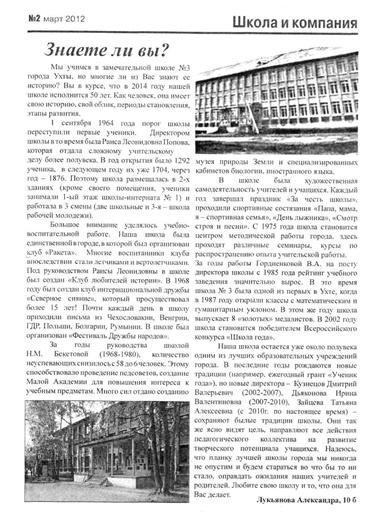 №2 март 2012
Школа и компания
Знаете ли вы?
Мы учимся в замечательной школе №3
города Ухты, но многие ли из Вас знают ее
историю? Вы в курсе, что в 2014 году нашей
школе исполнится 50 лет. Как человек, она имеет
свою историю, свой облик, периоды становления,
этапы развития.
1 сентября 1964 года порог школы
переступили первые ученики. Директором
школы в то время была Раиса Леонидовна Попова,
которая отдала сложному учительскому
делу более полувека. В год открытия было 1292
ученика, в следующем году их уже 1704, через
год – 1876. Поэтому школа размещалась в 2-х
зданиях (кроме своего помещения, ученики
занимали 1-ый этаж школы-интерната № 1) и
работала в 3 смены (две школьные и 3-я – школа
рабочей молодежи).
Большое внимание уделялось учебно-
воспитательной работе. Наша школа была
единственной в городе, в которой был организован
клуб «Ракета». Многие воспитанники клуба
впоследствии стали летчиками и вертолетчиками.
Под руководством Раисы Леонидовны в школе
был создан «Клуб любителей истории». В 1968
году был создан клуб интернациональной дружбы
«Северное сияние», который просуществовал
более 15 лет! Почти каждый день в школу
приходили письма из Чехословакии, Венгрии,
ГДР, Польши, Болгарии, Румынии. В школе был
организован «Фестиваль Дружбы народов».
За годы руководства школой
Н.М. Бекетовой (1968-1980), количество
неуспевающих снизилось с 58 до 6 человек. Этому
способствовало проведение педсоветов, создание
Малой Академии для повышения интереса к
учебным предметам. Много сил отдано созданию
музея природы Земли и специализированных
кабинетов биологии, иностранного языка.
В школе была художественная
самодеятельность учителей и учащихся. Каждый
год завершал праздник «За честь школы»,
проходили спортивные состязания «Папа, мама,
я – спортивная семья», «День лыжника», «Смотр
строя и песни». С 1975 года школа становится
центром методической работы города, здесь
проходят различные семинары, курсы по
распространению опыта учительской работы.
За годы работы Гордиенковой В.А. на посту
директора школы с 1985 года рейтинг учебного
заведения значительно вырос. В это время
школа № 3 была одной из первых в Ухте, когда
в 1987 году открыли классы с математическим и
гуманитарным уклоном. В этом же году школа
выпускает 8 «золотых» медалистов. В 2002 году
школа становится победителем Всероссийского
конкурса «Школа года».
Наша школа остается уже около полувека
одним из лучших образовательных учреждений
города. В последние годы рождаются новые
традиции (например, ежегодный грант «Ученик
года»), но новые директора – Кузнецов Дмитрий
Валерьевич (2002-2007), Дьяконова Ирина
Валентиновна (2007-2010), Зайцева Татьяна
Алексеевна (с 2010г. по настоящее время) –
сохраняют былые традиции школы. Они так
же ясно видят цель, направляют все действия
педагогического коллектива на развитие
творческого потенциала учащихся. Надеюсь,
что планку лучшей школы города мы никогда
не опустим и будем стараться во что бы то ни
стало, оправдать ожидания наших учителей и
родителей. Любите свою школу и то, что она для
Вас делает.
Лукьянова Александра, 10 б